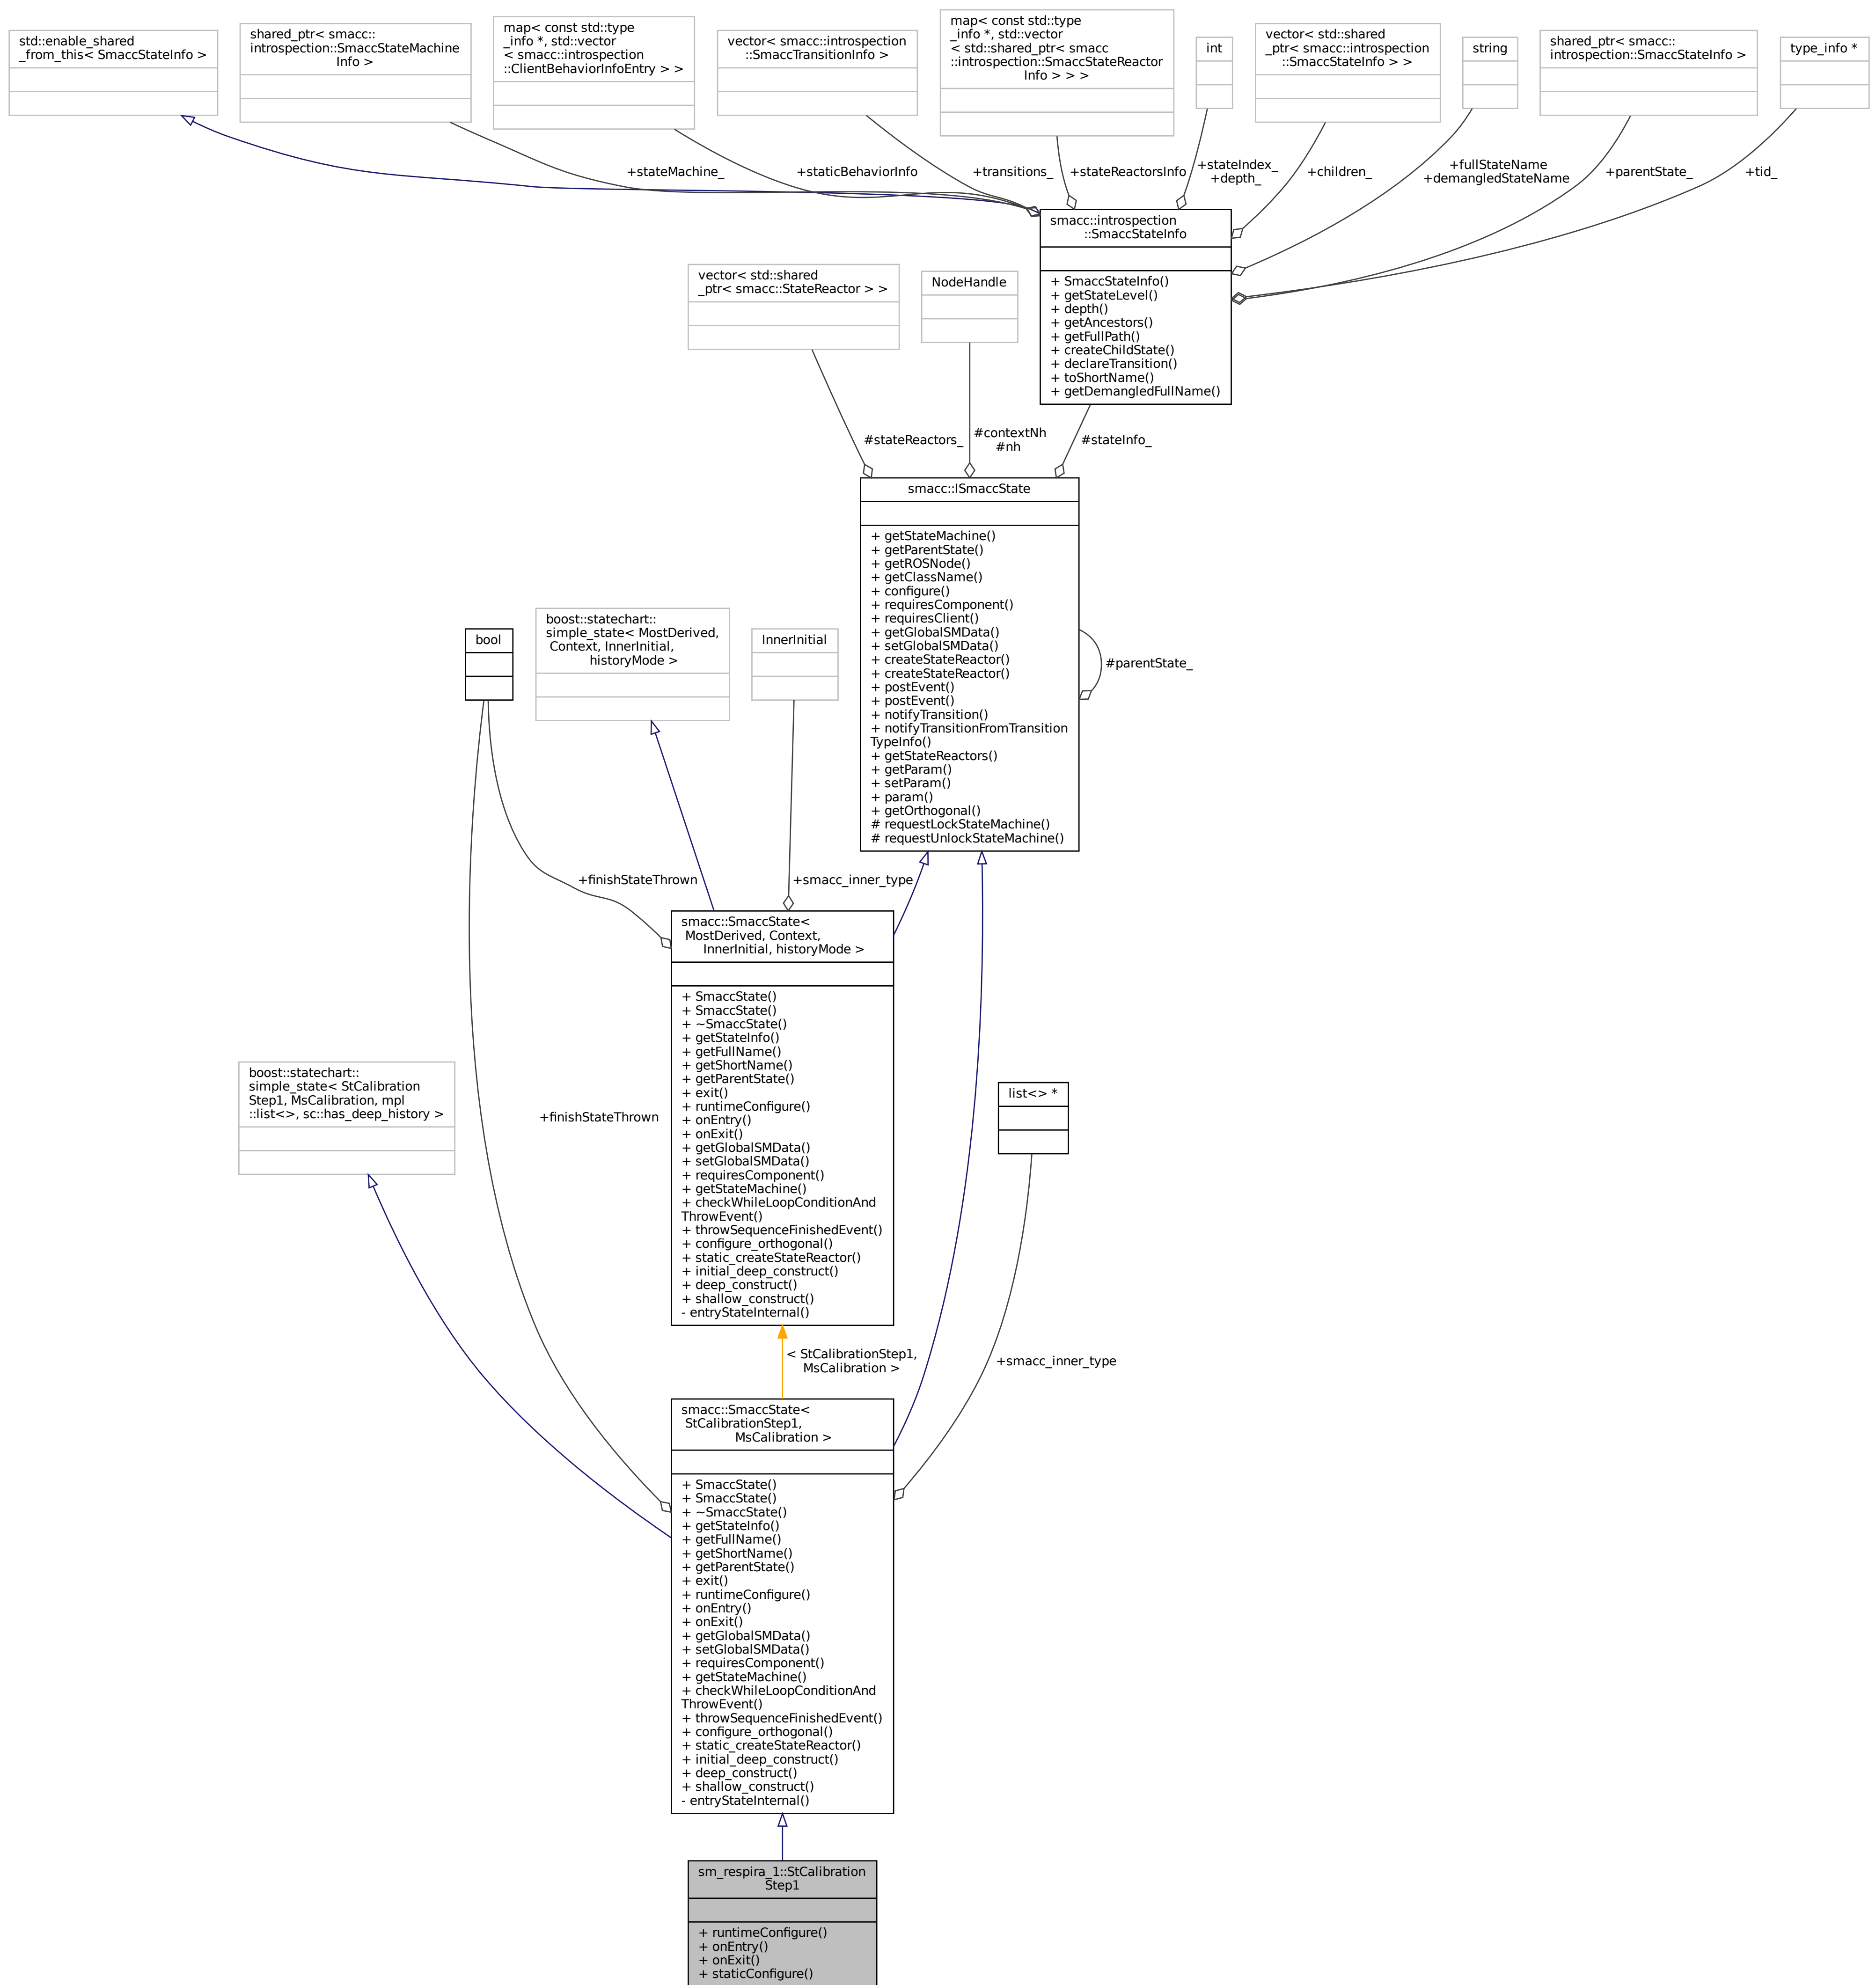 std::enable_shared
_from_this< SmaccStateInfo >
shared_ptr< smacc::
introspection::SmaccStateMachine
Info >
map< const std::type
_info *, std::vector
< smacc::introspection
::ClientBehaviorInfoEntry > >
vector< smacc::introspection
::SmaccTransitionInfo >
map< const std::type
_info *, std::vector
< std::shared_ptr< smacc
::introspection::SmaccStateReactor
Info > > >
int
vector< std::shared
_ptr< smacc::introspection
::SmaccStateInfo > >
string
shared_ptr< smacc::
introspection::SmaccStateInfo >
type_info *
+stateMachine_
+staticBehaviorInfo
+transitions_
+stateReactorsInfo
+stateIndex_
+depth_
+children_
+fullStateName
+demangledStateName
+parentState_
+tid_
smacc::introspection
::SmaccStateInfo
+ SmaccStateInfo()
+ getStateLevel()
+ depth()
+ getAncestors()
+ getFullPath()
+ createChildState()
+ declareTransition()
+ toShortName()
+ getDemangledFullName()
vector< std::shared
_ptr< smacc::StateReactor > >
NodeHandle
#stateReactors_
#contextNh
#nh
#stateInfo_
smacc::ISmaccState
+ getStateMachine()
+ getParentState()
+ getROSNode()
+ getClassName()
+ configure()
+ requiresComponent()
+ requiresClient()
+ getGlobalSMData()
+ setGlobalSMData()
+ createStateReactor()
+ createStateReactor()
+ postEvent()
+ postEvent()
+ notifyTransition()
+ notifyTransitionFromTransition
TypeInfo()
+ getStateReactors()
+ getParam()
+ setParam()
+ param()
+ getOrthogonal()
# requestLockStateMachine()
# requestUnlockStateMachine()
#parentState_
bool
boost::statechart::
simple_state< MostDerived,
Context, InnerInitial,
historyMode >
InnerInitial
+finishStateThrown
+smacc_inner_type
smacc::SmaccState<
MostDerived, Context,
InnerInitial, historyMode >
+ SmaccState()
+ SmaccState()
+ ~SmaccState()
+ getStateInfo()
+ getFullName()
+ getShortName()
+ getParentState()
+ exit()
+ runtimeConfigure()
+ onEntry()
+ onExit()
+ getGlobalSMData()
+ setGlobalSMData()
+ requiresComponent()
+ getStateMachine()
+ checkWhileLoopConditionAnd
ThrowEvent()
+ throwSequenceFinishedEvent()
+ configure_orthogonal()
+ static_createStateReactor()
+ initial_deep_construct()
+ deep_construct()
+ shallow_construct()
- entryStateInternal()
boost::statechart::
simple_state< StCalibration
Step1, MsCalibration, mpl
::list<>, sc::has_deep_history >
+finishStateThrown
list<> *
< StCalibrationStep1,
MsCalibration >
+smacc_inner_type
smacc::SmaccState<
StCalibrationStep1,
MsCalibration >
+ SmaccState()
+ SmaccState()
+ ~SmaccState()
+ getStateInfo()
+ getFullName()
+ getShortName()
+ getParentState()
+ exit()
+ runtimeConfigure()
+ onEntry()
+ onExit()
+ getGlobalSMData()
+ setGlobalSMData()
+ requiresComponent()
+ getStateMachine()
+ checkWhileLoopConditionAnd
ThrowEvent()
+ throwSequenceFinishedEvent()
+ configure_orthogonal()
+ static_createStateReactor()
+ initial_deep_construct()
+ deep_construct()
+ shallow_construct()
- entryStateInternal()
sm_respira_1::StCalibration
Step1
+ runtimeConfigure()
+ onEntry()
+ onExit()
+ staticConfigure()